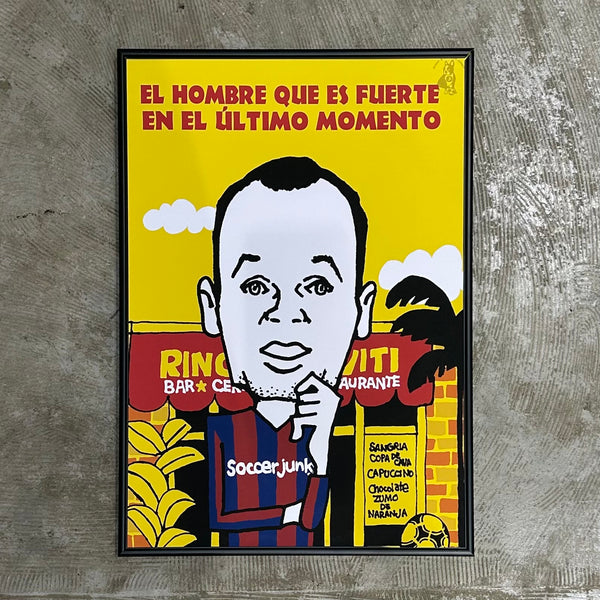 EL HOMBRE QUE ES FUERTE
EN EL ÚLTIMO MOMENTO
RINC VITI
BAR★CER AURANTE
Soccerjunk
SANGRIA
COPA DE CAVA
CAPUCCINO
Chocolate
ZUMO
DE
NARANJA